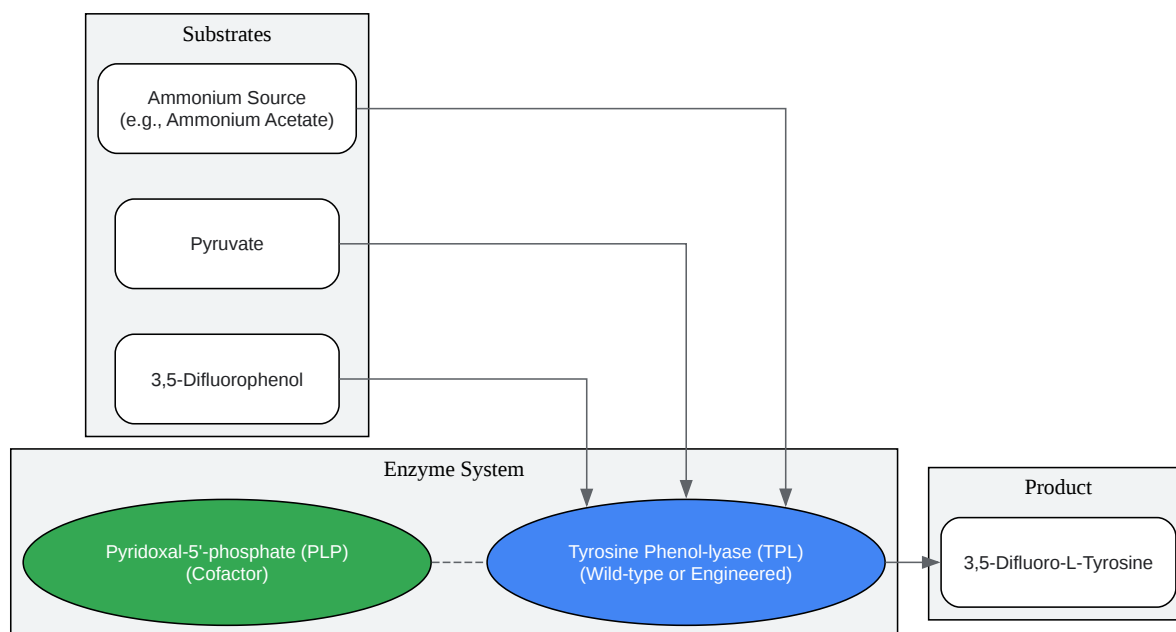 Substrates
Ammonium Source
(e.g., Ammonium Acetate)
Pyruvate
3,5-Difluorophenol
Enzyme System
Pyridoxal-5'-phosphate (PLP)
(Cofactor)
Tyrosine Phenol-lyase (TPL)
(Wild-type or Engineered)
Product
3,5-Difluoro-L-Tyrosine